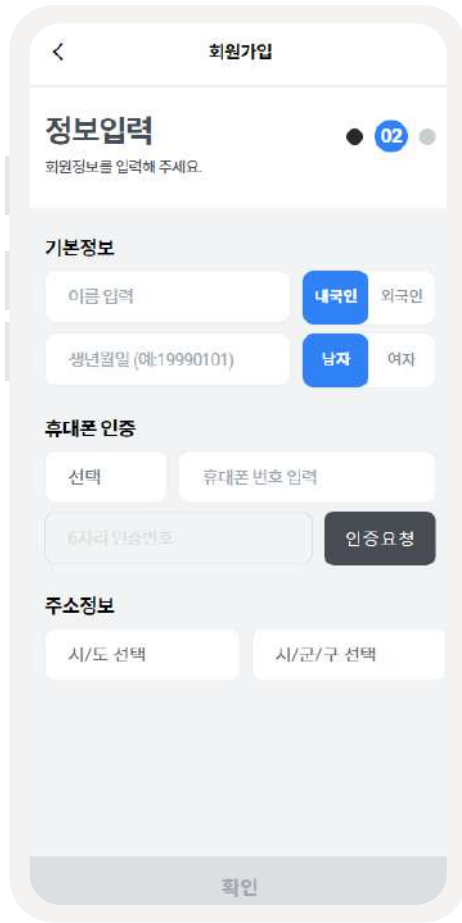 회원가입
정보입력
02
회원정보를 입력해 주세요.
기본정보
이름 입력 내국인 외국인
생년월일 (예:19990101) 남자 여자
휴대폰 인증
선택 휴대폰 번호 입력
6자리 인증번호 인증요청
주소정보
시/도 선택 시/군/구 선택
확인